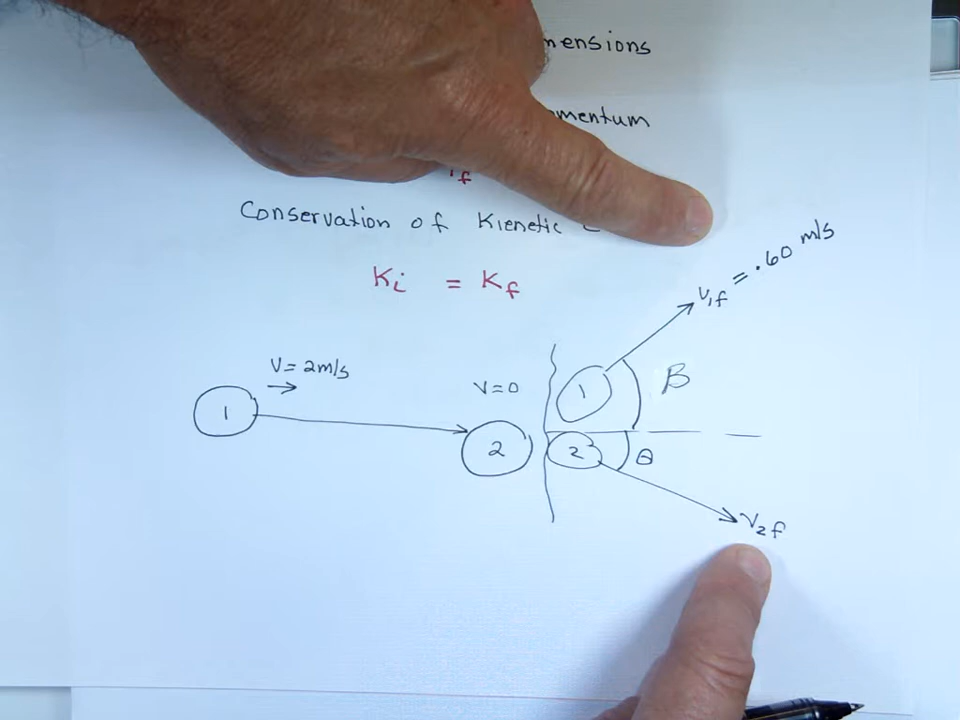 mensions
mentum
f
Conservation of Kienetic
Ki = Kf
V = 2m/s
V=0
1
2
1
2
V1f = .60 m/s
β
θ
V2f